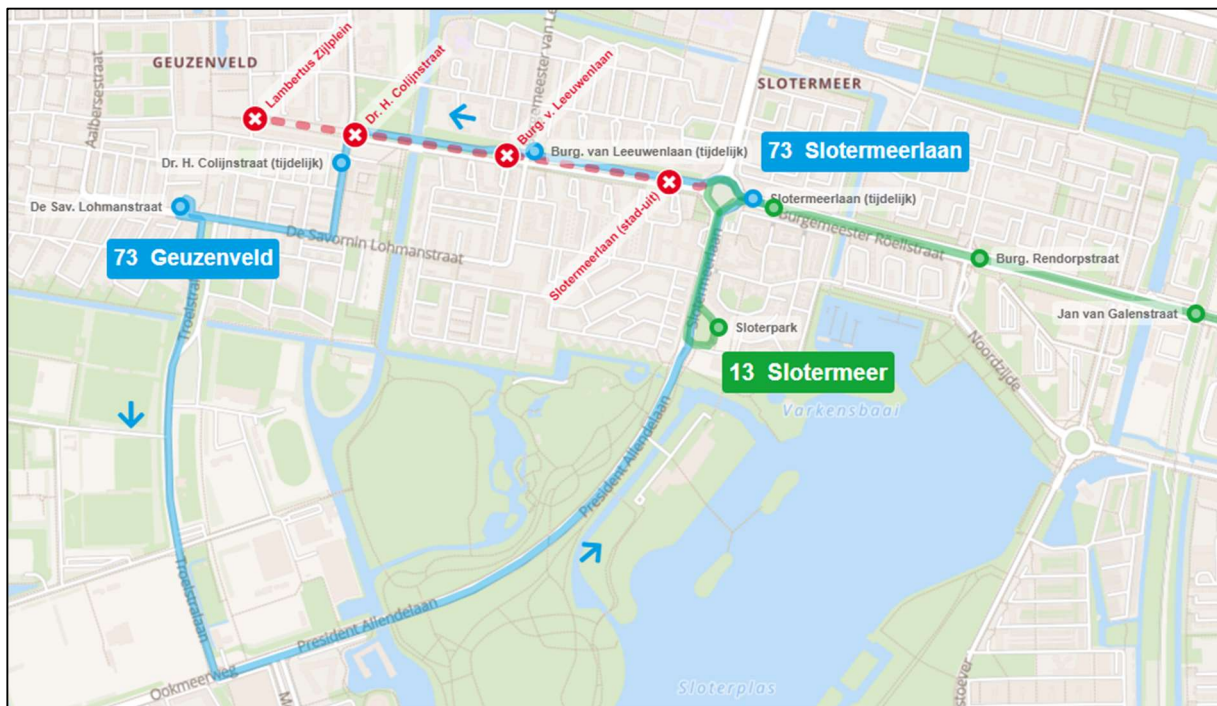 GEUZENVELD
Lambertus Zijlplein
Dr. H. Colijnstraat
Burg. v. Leeuwenlaan
Aalbersestraat
SLOTERMEER
Dr. H. Colijnstraat (tijdelijk)
Burg. van Leeuwenlaan (tijdelijk)
73 Slotermeerlaan
De Sav. Lohmanstraat
Slotermeerlaan (stad-uit)
Slotermeerlaan (tijdelijk)
Burgemeester Röellstraat
De Savornin Lohmanstraat
73 Geuzenveld
Slotermeerlaan
Burg. Rendorpstraat
Jan van Galenstraat
Sloterpark
13 Slotermeer
Noordzijde
Varkensbaai
President Allendelaan
Troelstralaan
President Allendelaan
Ookmeerweg
Sloterplas